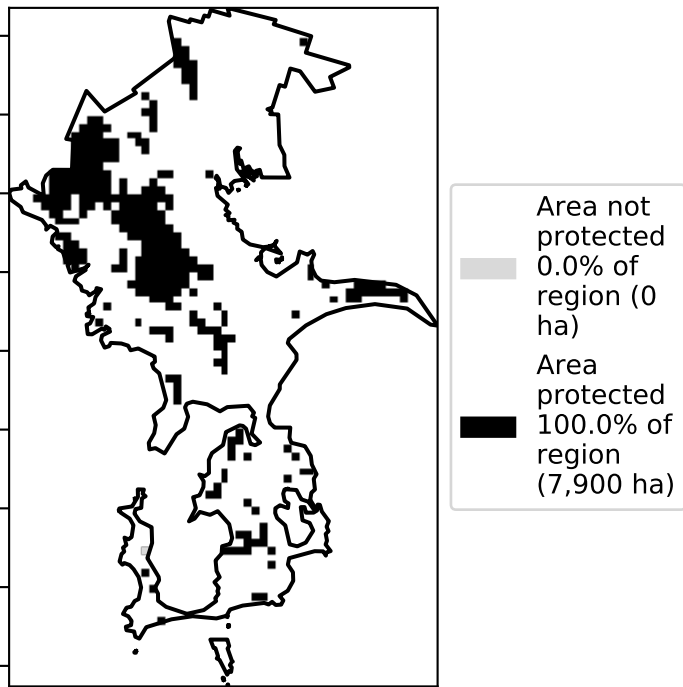 Area not
protected
0.0% of
region (0
ha)
Area
protected
100.0% of
region
(7,900 ha)